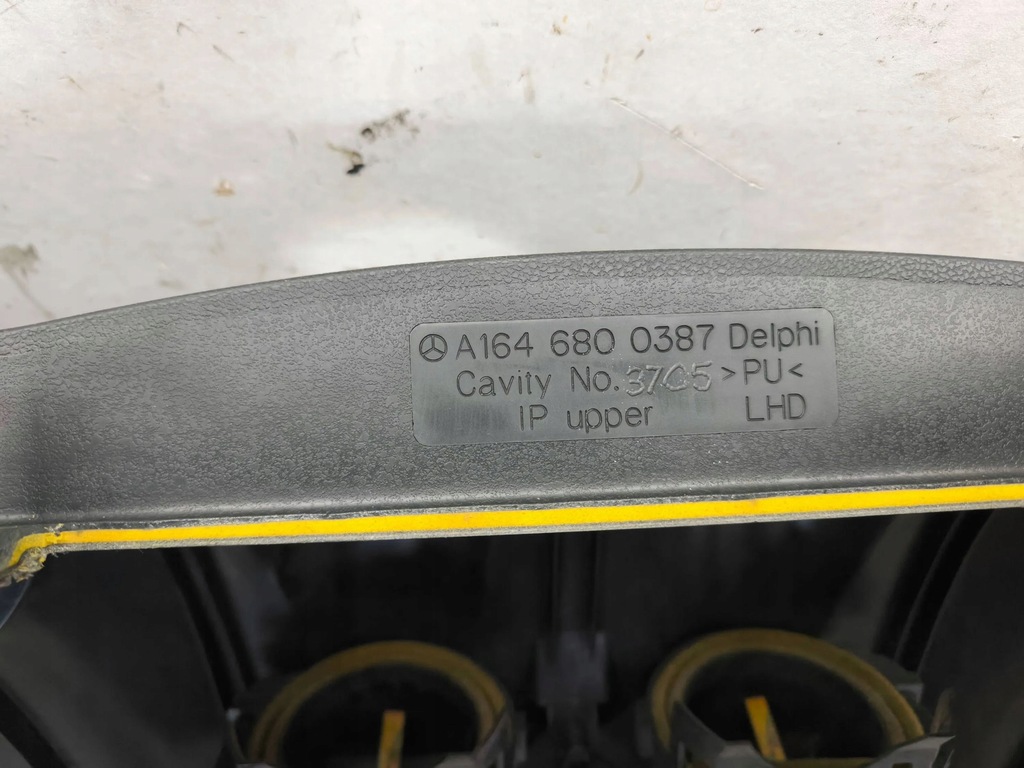 A164 680 0387 Delphi
Cavity No. 3705 >PU<
IP upper LHD